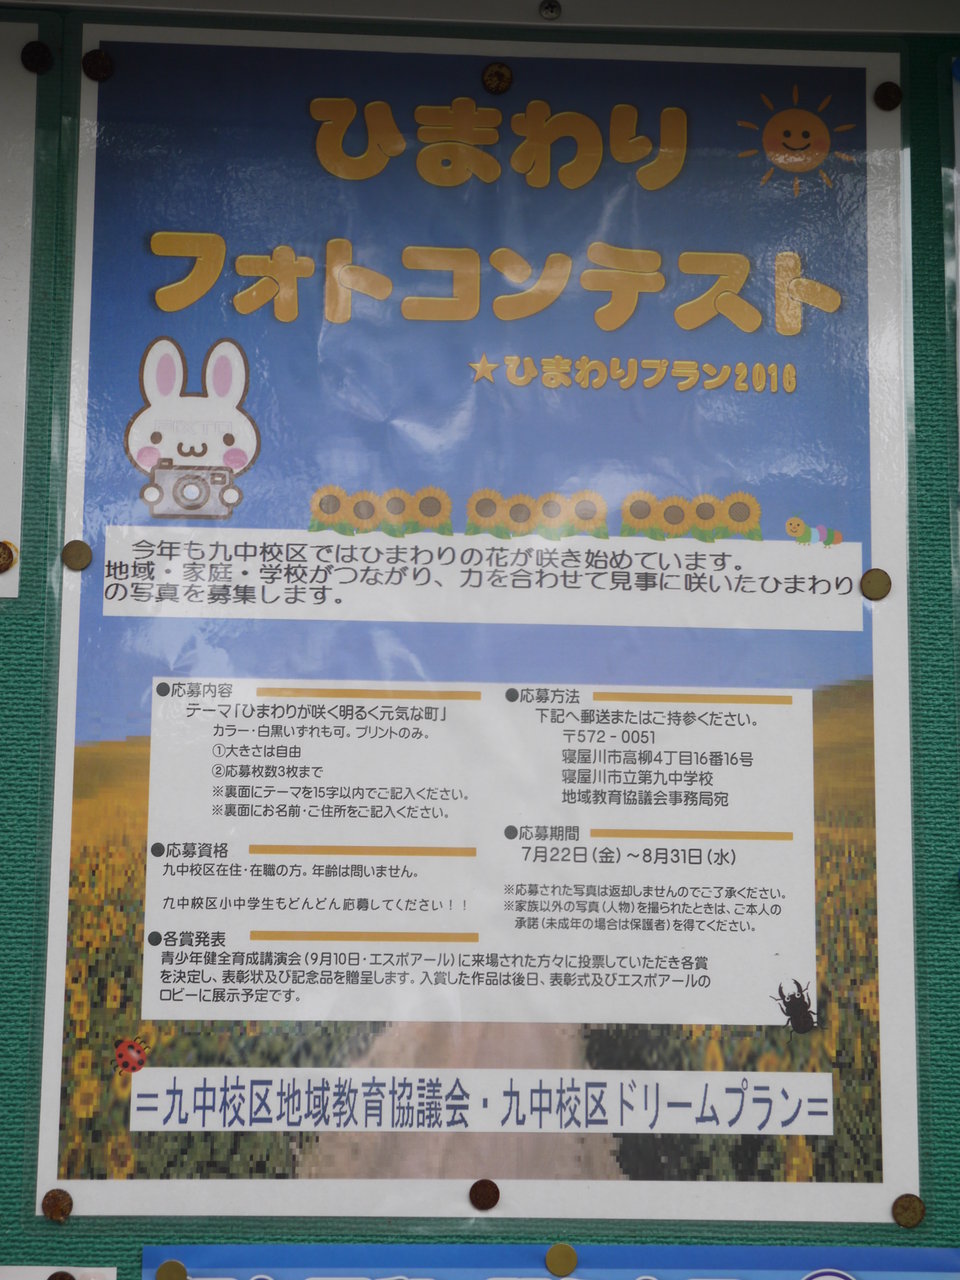 ひまわり
フォトコンテスト
★ひまわりプラン2016
今年も九中校区ではひまわりの花が咲き始めています。
地域・家庭・学校がつながり、力を合わせて見事に咲いたひまわり
の写真を募集します。
●応募内容
テーマ「ひまわりが咲く明るく元気な町」
カラー・白黒いずれも可。プリントのみ。
①大きさは自由
②応募枚数3枚まで
※裏面にテーマを15字以内でご記入ください。
※裏面にお名前・ご住所をご記入ください。
●応募資格
九中校区在住・在職の方。年齢は問いません。
九中校区小中学生もどんどん応募してください！！
●応募方法
下記へ郵送またはご持参ください。
〒572－0051
寝屋川市高柳4丁目16番16号
寝屋川市立第九中学校
地域教育協議会事務局宛
●応募期間
7月22日(金)～8月31日(水)
※応募された写真は返却しませんのでご了承ください。
※家族以外の写真(人物)を撮られたときは、ご本人の
承諾(未成年の場合は保護者)を得てください。
●各賞発表
青少年健全育成講演会(9月10日・エスポアール)に来場された方々に投票していただき各賞
を決定し、表彰状及び記念品を贈呈します。入賞した作品は後日、表彰式及びエスポアールの
ロビーに展示予定です。
＝九中校区地域教育協議会・九中校区ドリームプラン＝